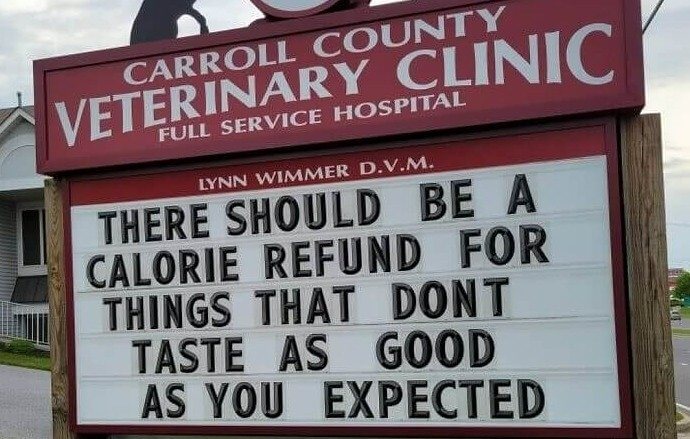 CARROLL COUNTY
VETERINARY CLINIC
FULL SERVICE HOSPITAL
LYNN WIMMER D.V.M.
THERE SHOULD BE A
CALORIE REFUND FOR
THINGS THAT DONT
TASTE AS GOOD
AS YOU EXPECTED